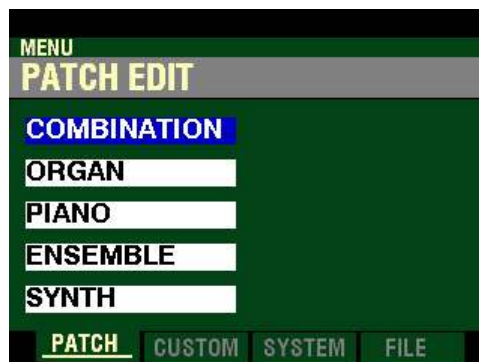 MENU
PATCH EDIT
COMBINATION
ORGAN
PIANO
ENSEMBLE
SYNTH
PATCH CUSTOM SYSTEM FILE